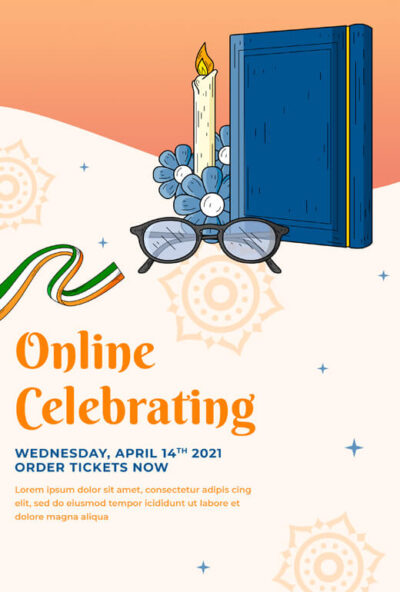 Online
Celebrating
WEDNESDAY, APRIL 14TH 2021
ORDER TICKETS NOW
Lorem ipsum dolor sit amet, consectetur adipis cing
elit, sed do eiusmod tempor icididunt ut labore et
dolore magna aliqua